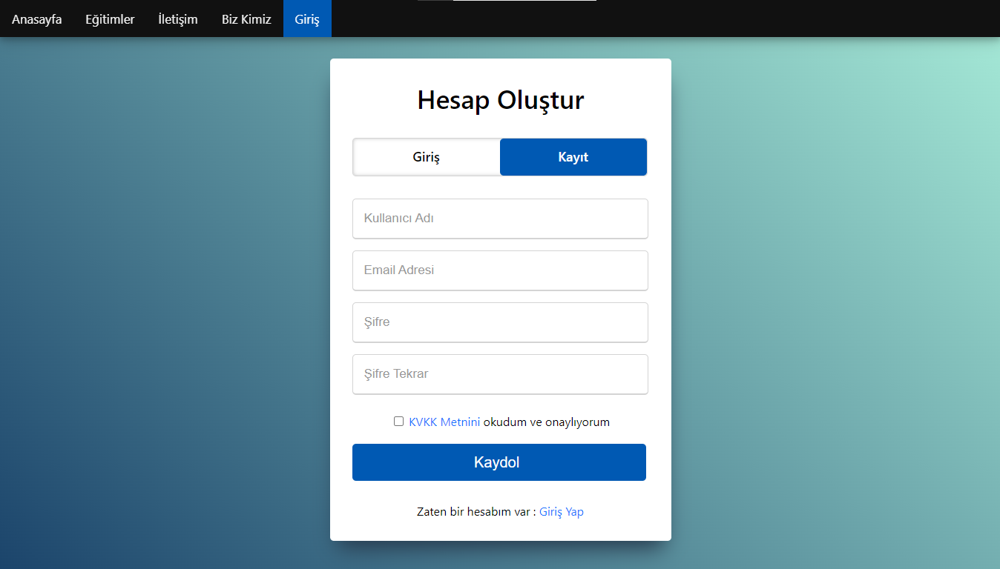 Anasayfa Eğitimler İletişim Biz Kimiz Giriş
Hesap Oluştur
Giriş Kayıt
Kullanıcı Adı
Email Adresi
Şifre
Şifre Tekrar
KVKK Metnini okudum ve onaylıyorum
Kaydol
Zaten bir hesabım var : Giriş Yap